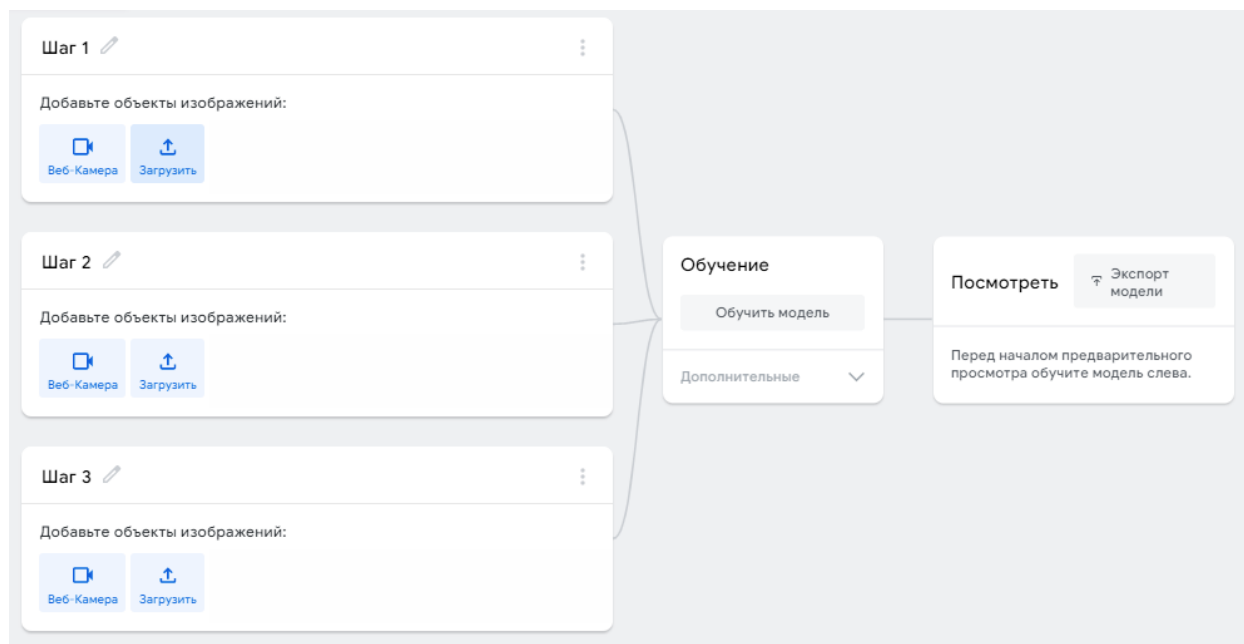 Шаг 1
Добавьте объекты изображений:
Веб-Камера
Загрузить
Шаг 2
Добавьте объекты изображений:
Веб-Камера
Загрузить
Шаг 3
Добавьте объекты изображений:
Веб-Камера
Загрузить
Обучение
Обучить модель
Дополнительные
Посмотреть
Экспорт
модели
Перед началом предварительного
просмотра обучите модель слева.